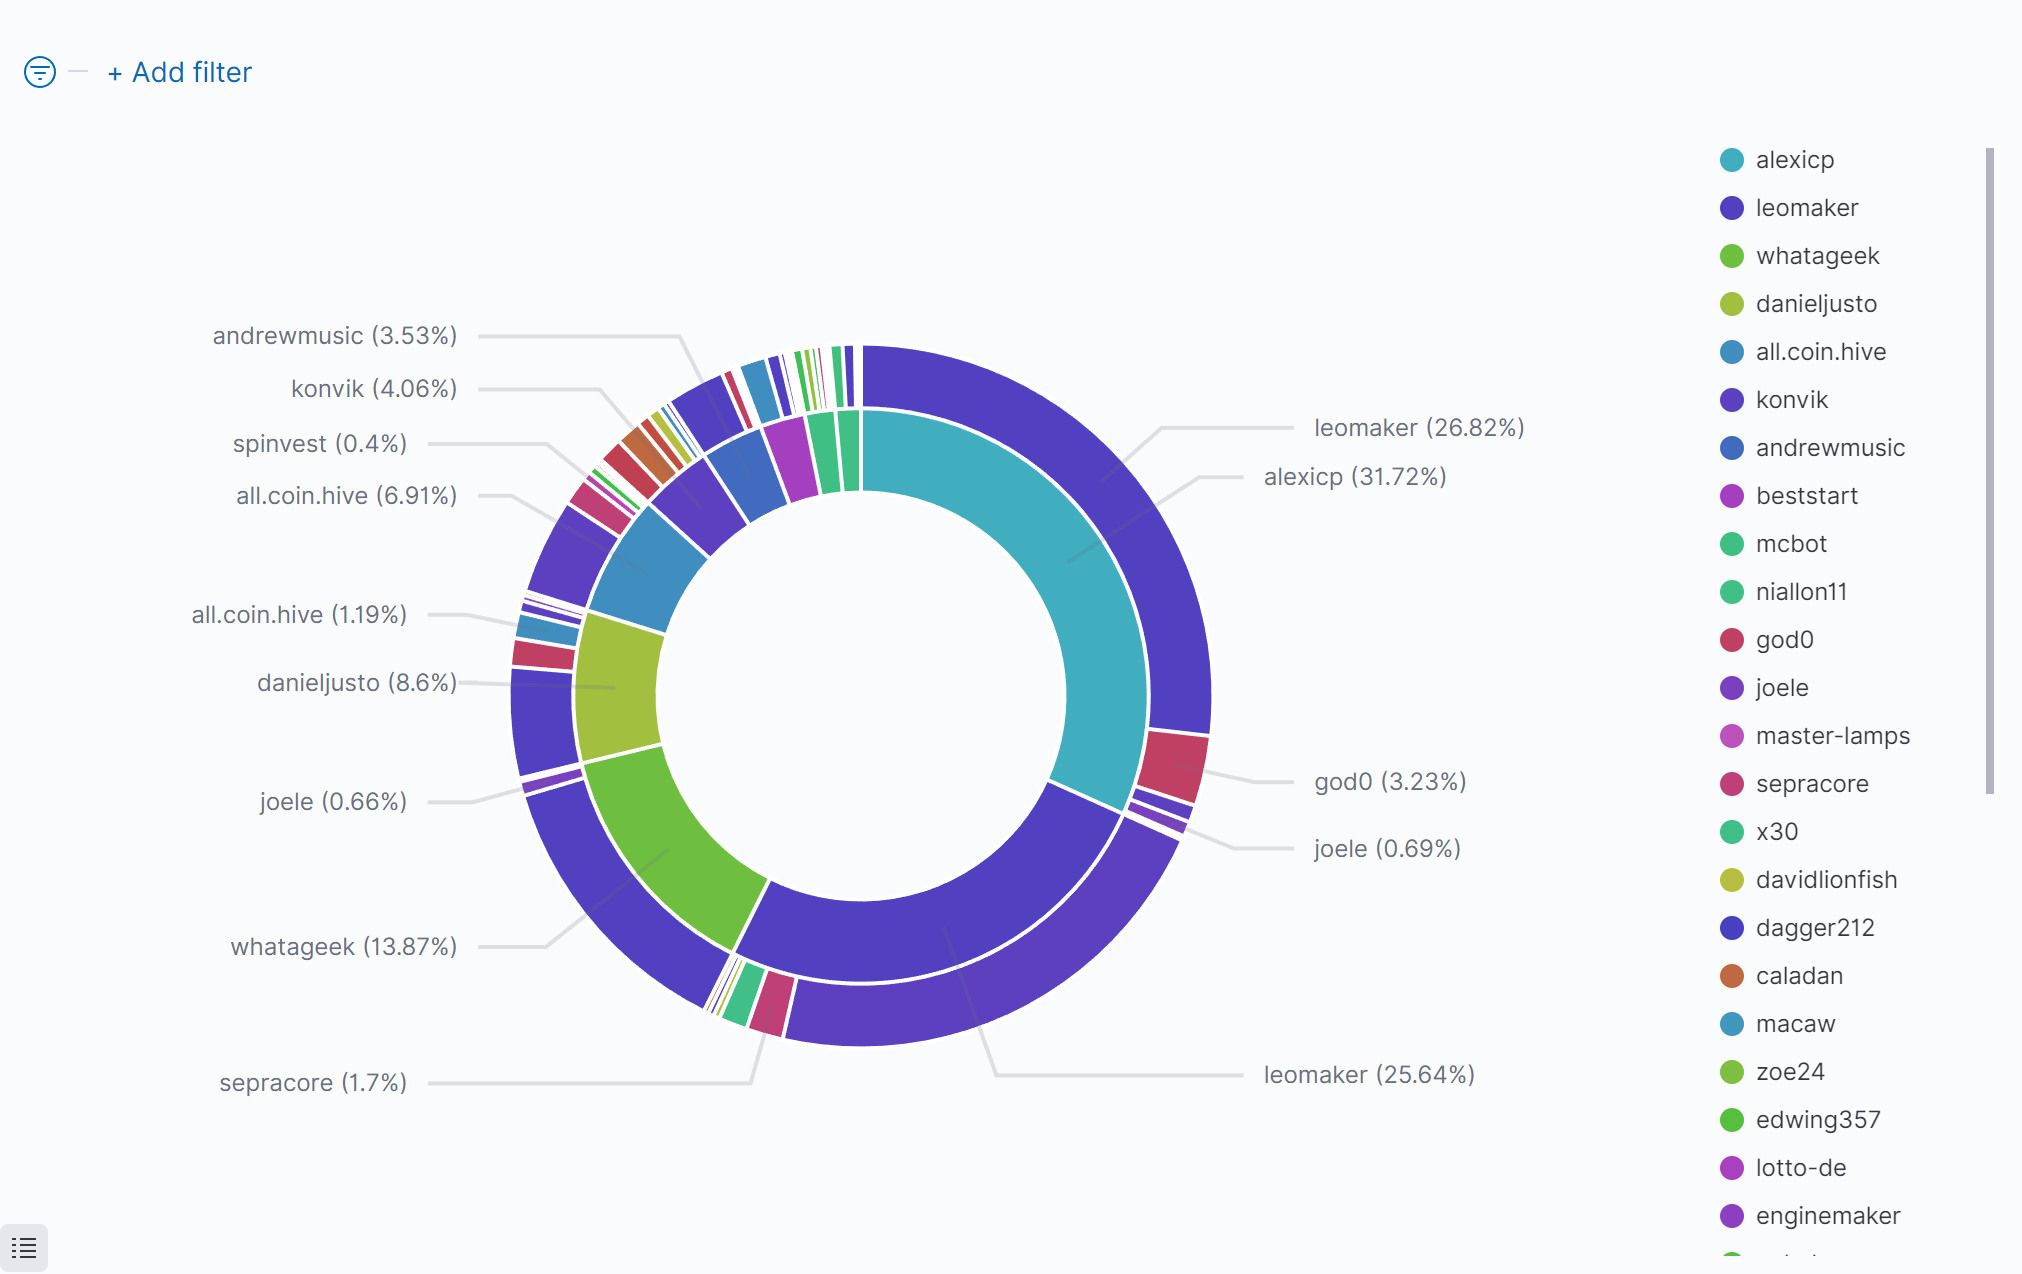 + Add filter
andrewmusic (3.53%)
konvik (4.06%)
spinvest (0.4%)
all.coin.hive (6.91%)
all.coin.hive (1.19%)
danieljusto (8.6%)
joele (0.66%)
whatageek (13.87%)
sepracore (1.7%)
leomaker (26.82%)
alexicp (31.72%)
god0 (3.23%)
joele (0.69%)
leomaker (25.64%)
alexicp
leomaker
whatageek
danieljusto
all.coin.hive
konvik
andrewmusic
beststart
mcbot
niallon11
god0
joele
master-lamps
sepracore
x30
davidlionfish
dagger212
caladan
macaw
zoe24
edwing357
lotto-de
enginemaker